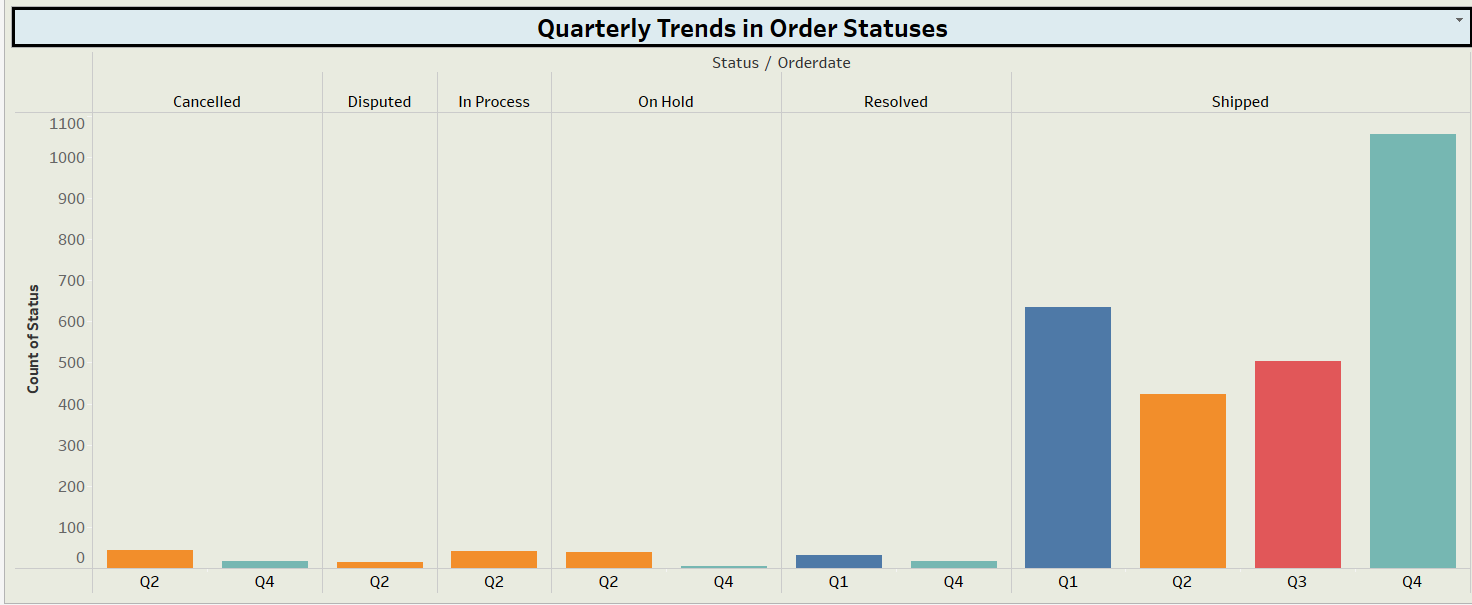 Quarterly Trends in Order Statuses
Status / Orderdate
Cancelled Disputed In Process On Hold Resolved Shipped
Count of Status
1100
1000
900
800
700
600
500
400
300
200
100
0
Q2 Q4 Q2 Q2 Q2 Q4 Q1 Q4 Q1 Q2 Q3 Q4